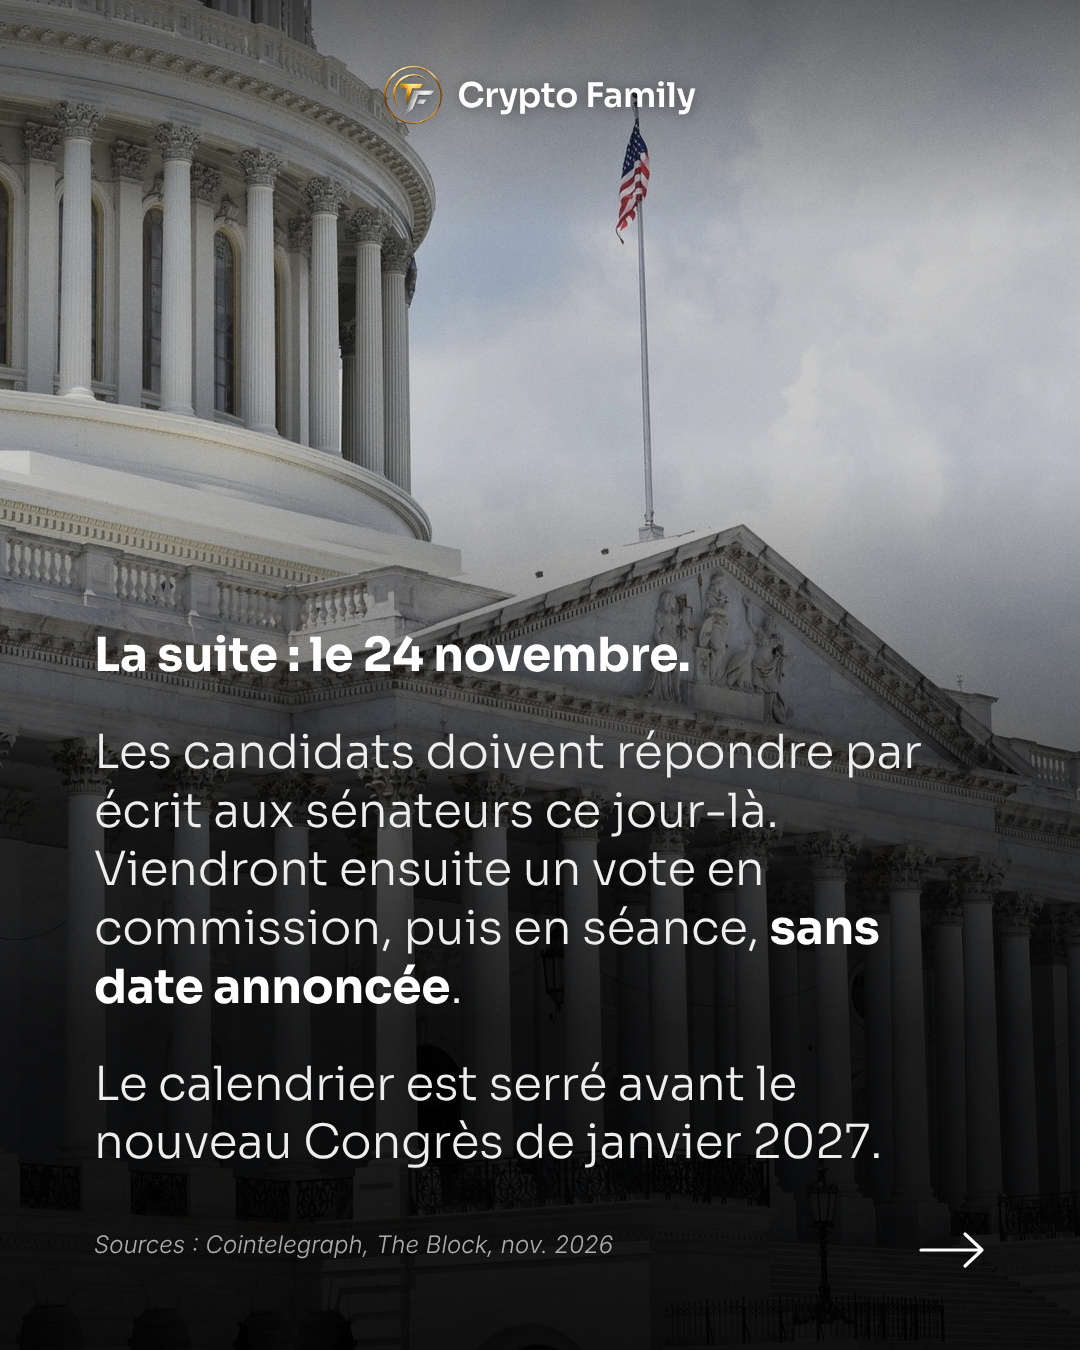 Crypto Family
La suite : le 24 novembre.
Les candidats doivent répondre par
écrit aux sénateurs ce jour-là.
Viendront ensuite un vote en
commission, puis en séance, sans
date annoncée.
Le calendrier est serré avant le
nouveau Congrès de janvier 2027.
Sources : Cointelegraph, The Block, nov. 2026